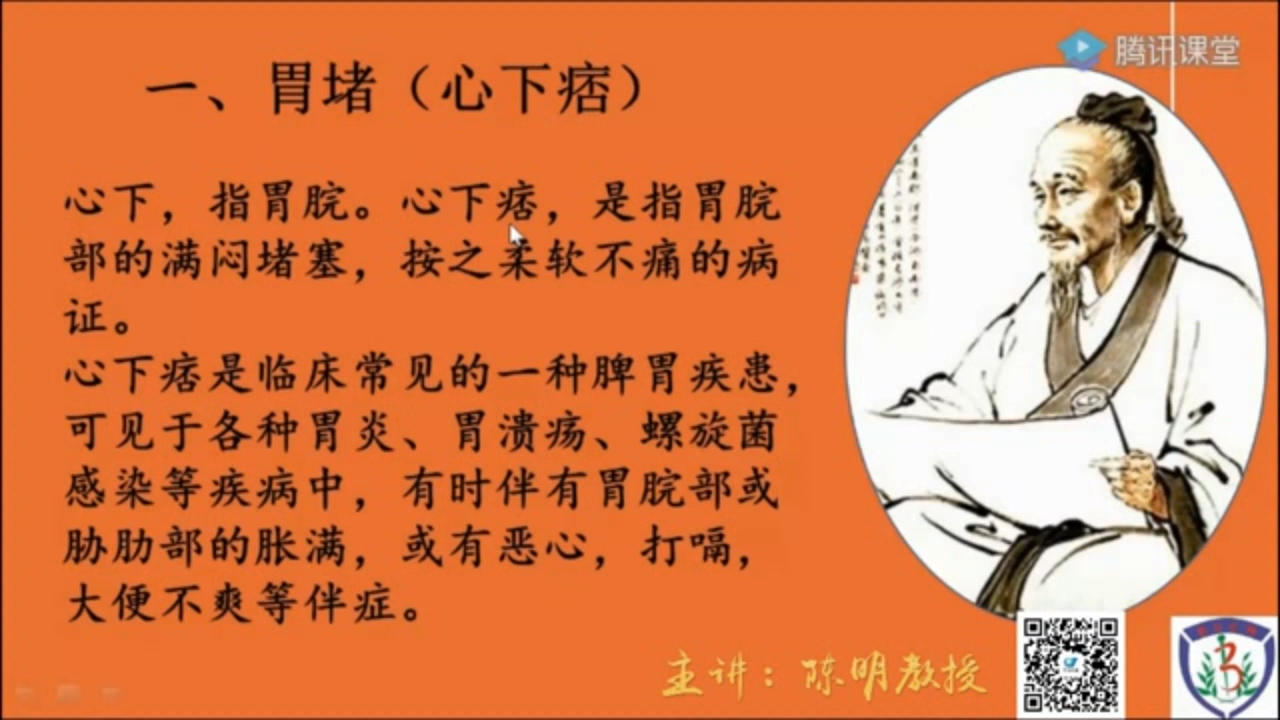 腾讯课堂
一、胃堵（心下痞）
心下，指胃脘。心下痞，是指胃脘
部的满闷堵塞，按之柔软不痛的病
证。
心下痞是临床常见的一种脾胃疾患，
可见于各种胃炎、胃溃疡、螺旋菌
感染等疾病中，有时伴有胃脘部或
胁肋部的胀满，或有恶心，打嗝，
大便不爽等伴症。
主讲：陈明教授